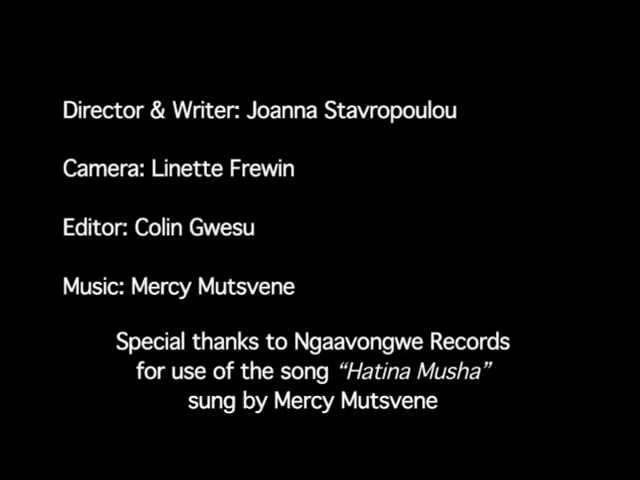 Director & Writer: Joanna Stavropoulou
Camera: Linette Frewin
Editor: Colin Gwesu
Music: Mercy Mutsvene
Special thanks to Ngaavongwe Records
for use of the song “Hatina Musha”
sung by Mercy Mutsvene